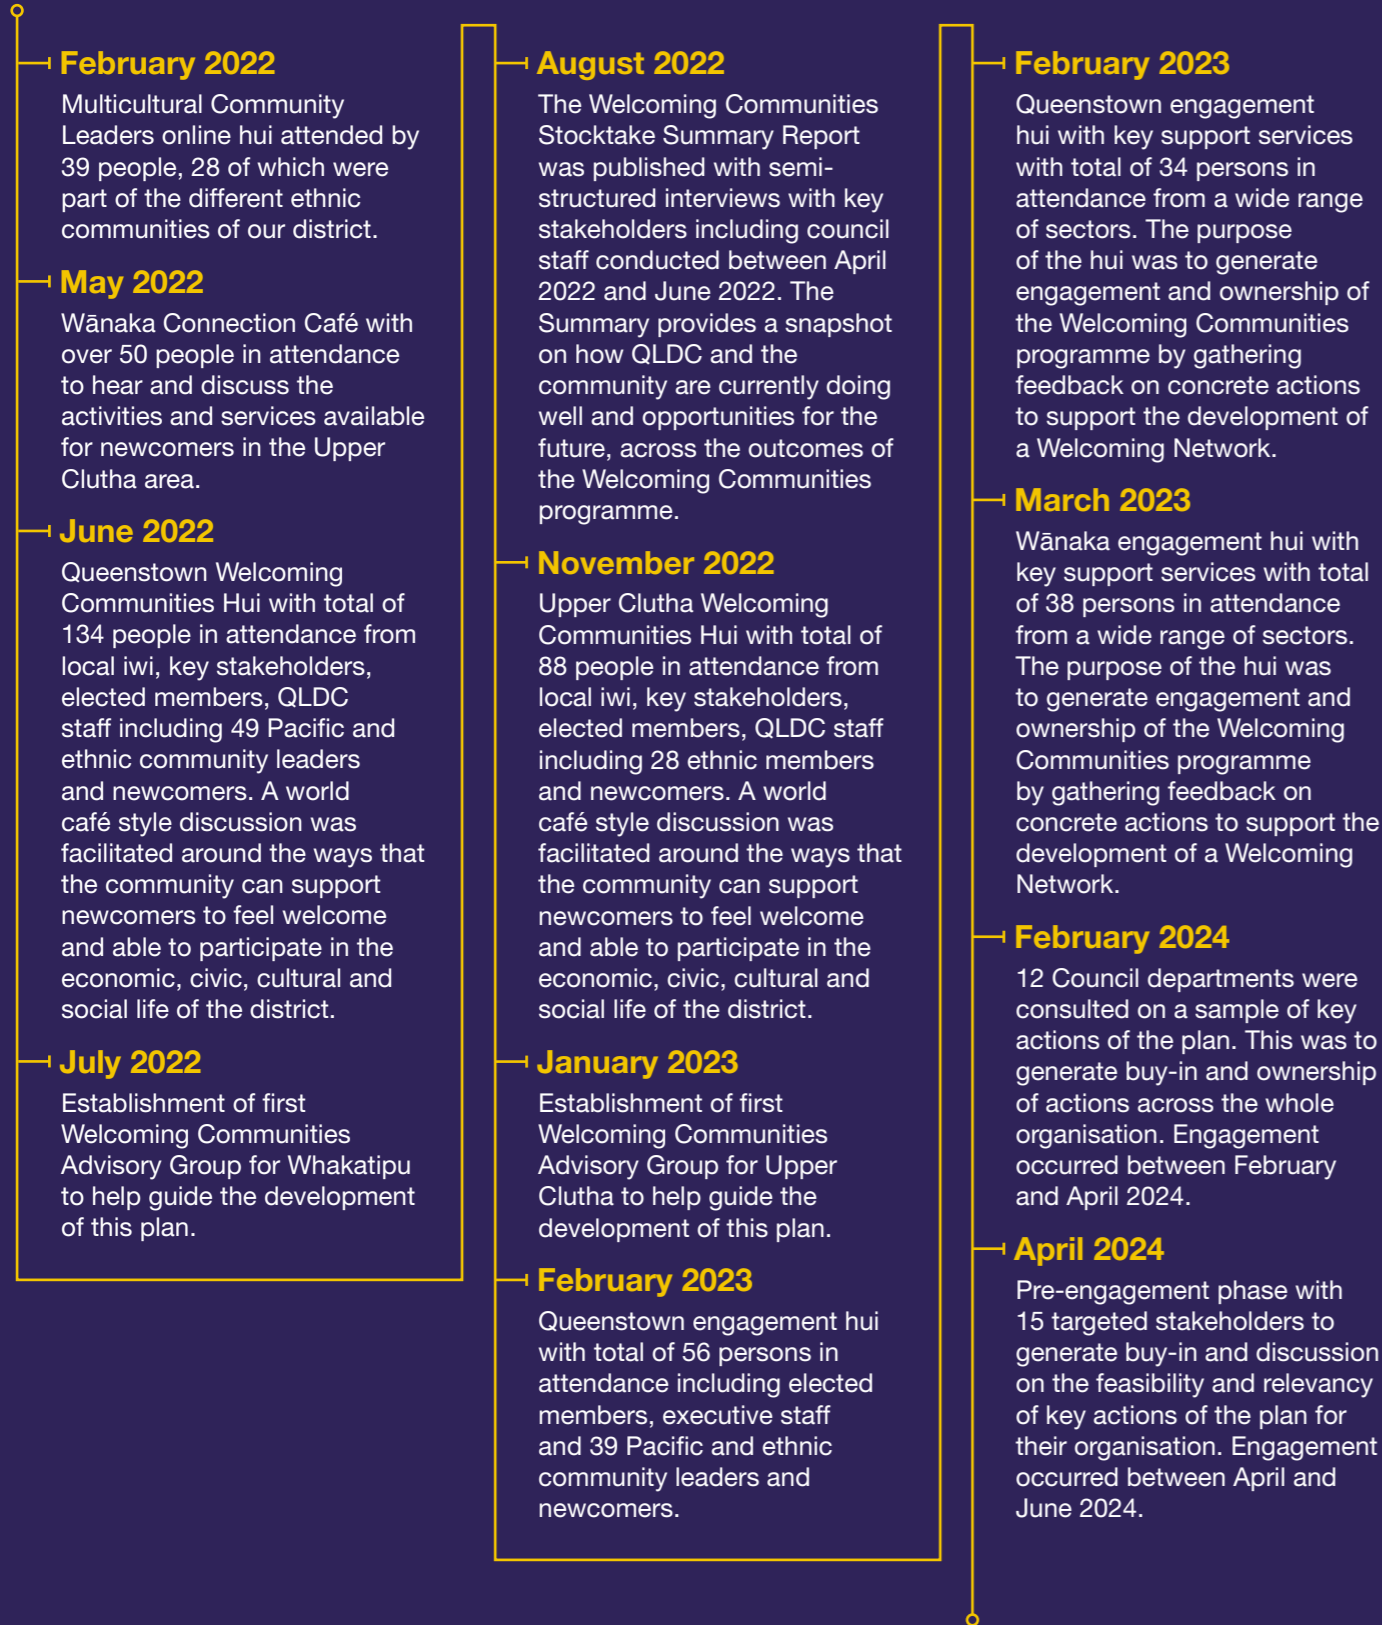 February 2022
Multicultural Community
Leaders online hui attended by
39 people, 28 of which were
part of the different ethnic
communities of our district.
May 2022
Wānaka Connection Café with
over 50 people in attendance
to hear and discuss the
activities and services available
for newcomers in the Upper
Clutha area.
June 2022
Queenstown Welcoming
Communities Hui with total of
134 people in attendance from
local iwi, key stakeholders,
elected members, QLDC
staff including 49 Pacific and
ethnic community leaders
and newcomers. A world
café style discussion was
facilitated around the ways that
the community can support
newcomers to feel welcome
and able to participate in the
economic, civic, cultural and
social life of the district.
July 2022
Establishment of first
Welcoming Communities
Advisory Group for Whakatipu
to help guide the development
of this plan.
August 2022
The Welcoming Communities
Stocktake Summary Report
was published with semi-
structured interviews with key
stakeholders including council
staff conducted between April
2022 and June 2022. The
Summary provides a snapshot
on how QLDC and the
community are currently doing
well and opportunities for the
future, across the outcomes of
the Welcoming Communities
programme.
November 2022
Upper Clutha Welcoming
Communities Hui with total of
88 people in attendance from
local iwi, key stakeholders,
elected members, QLDC staff
including 28 ethnic members
and newcomers. A world
café style discussion was
facilitated around the ways that
the community can support
newcomers to feel welcome
and able to participate in the
economic, civic, cultural and
social life of the district.
January 2023
Establishment of first
Welcoming Communities
Advisory Group for Upper
Clutha to help guide the
development of this plan.
February 2023
Queenstown engagement hui
with total of 56 persons in
attendance including elected
members, executive staff
and 39 Pacific and ethnic
community leaders and
newcomers.
February 2023
Queenstown engagement
hui with key support services
with total of 34 persons in
attendance from a wide range
of sectors. The purpose
of the hui was to generate
engagement and ownership of
the Welcoming Communities
programme by gathering
feedback on concrete actions
to support the development of
a Welcoming Network.
March 2023
Wānaka engagement hui with
key support services with total
of 38 persons in attendance
from a wide range of sectors.
The purpose of the hui was
to generate engagement and
ownership of the Welcoming
Communities programme
by gathering feedback on
concrete actions to support the
development of a Welcoming
Network.
February 2024
12 Council departments were
consulted on a sample of key
actions of the plan. This was to
generate buy-in and ownership
of actions across the whole
organisation. Engagement
occurred between February
and April 2024.
April 2024
Pre-engagement phase with
15 targeted stakeholders to
generate buy-in and discussion
on the feasibility and relevancy
of key actions of the plan for
their organisation. Engagement
occurred between April and
June 2024.